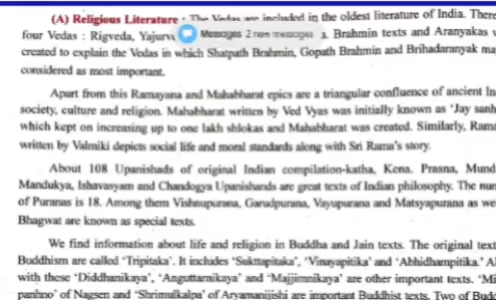 (A) Religious Literature : The Vedas are included in the oldest literature of India. There
four Vedas : Rigveda, Yajurv Messages 2 new messages a. Brahmin texts and Aranyakas w
created to explain the Vedas in which Shatpath Brahmin, Gopath Brahmin and Brihadaranyak ma
considered as most important.
Apart from this Ramayana and Mahabharat epics are a triangular confluence of ancient In
society, culture and religion. Mahabharat written by Ved Vyas was initially known as 'Jay sanh
which kept on increasing up to one lakh shlokas and Mahabharat was created. Similarly, Rama
written by Valmiki depicts social life and moral standards along with Sri Rama's story.
About 108 Upanishads of original Indian compilation-katha, Kena. Prasna, Mund
Mandukya, Ishavasyam and Chandogya Upanishands are great texts of Indian philosophy. The num
of Puranas is 18. Among them Vishnupurana, Garudpurana, Vayupurana and Matsyapurana as we
Bhagwat are known as special texts.
We find information about life and religion in Buddha and Jain texts. The original text
Buddhism are called 'Tripitaka'. It includes 'Suktapitaka', 'Vinayapitika' and 'Abhidhampitika.' Al
with these 'Diddhanikaya', 'Anguttarnikaya' and 'Majjimnikaya' are other important texts. 'Mi
panho' of Nagsen and 'Shrimulkalpa' of Aryamanijishi are important Buddhist texts. Two of Bu